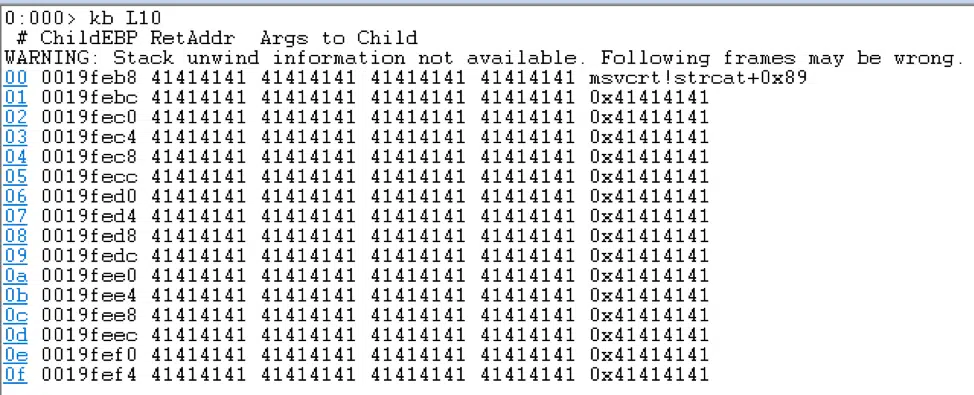 0:000> kb L10
# ChildEBP RetAddr Args to Child
WARNING: Stack unwind information not available. Following frames may be wrong.
00 0019feb8 41414141 41414141 41414141 41414141 msvcrt!strcat+0x89
01 0019febc 41414141 41414141 41414141 41414141 0x41414141
02 0019fec0 41414141 41414141 41414141 41414141 0x41414141
03 0019fec4 41414141 41414141 41414141 41414141 0x41414141
04 0019fec8 41414141 41414141 41414141 41414141 0x41414141
05 0019fecc 41414141 41414141 41414141 41414141 0x41414141
06 0019fed0 41414141 41414141 41414141 41414141 0x41414141
07 0019fed4 41414141 41414141 41414141 41414141 0x41414141
08 0019fed8 41414141 41414141 41414141 41414141 0x41414141
09 0019fedc 41414141 41414141 41414141 41414141 0x41414141
0a 0019fee0 41414141 41414141 41414141 41414141 0x41414141
0b 0019fee4 41414141 41414141 41414141 41414141 0x41414141
0c 0019fee8 41414141 41414141 41414141 41414141 0x41414141
0d 0019feec 41414141 41414141 41414141 41414141 0x41414141
0e 0019fef0 41414141 41414141 41414141 41414141 0x41414141
0f 0019fef4 41414141 41414141 41414141 41414141 0x41414141